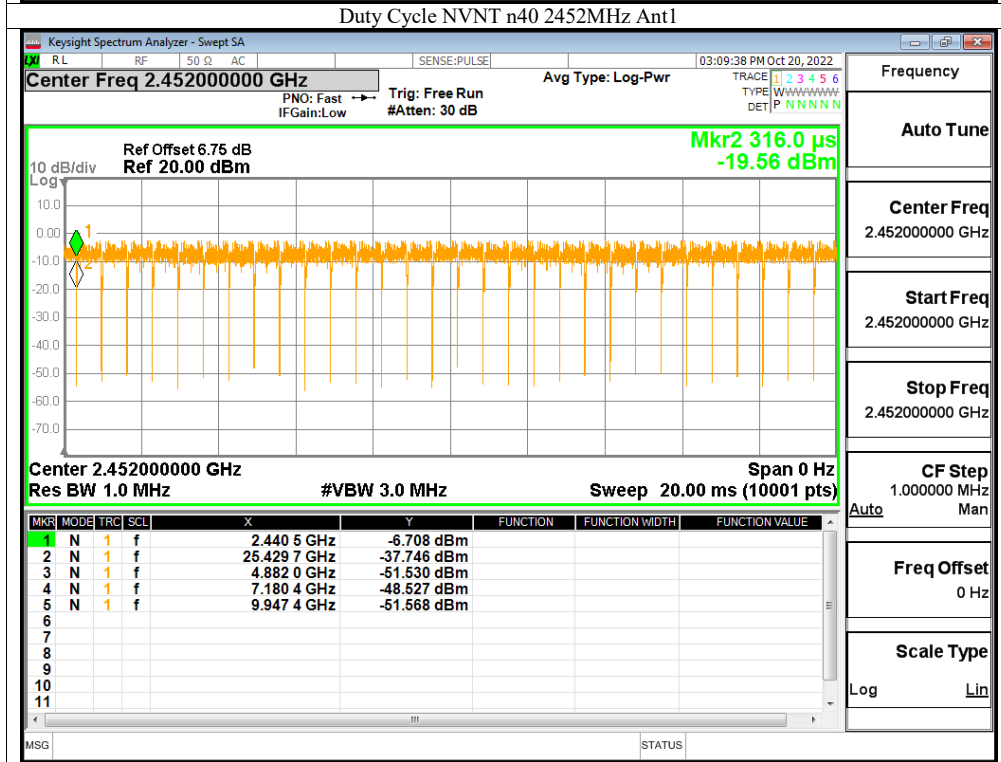 Duty Cycle NVNT n40 2452MHz Ant1
Keysight Spectrum Analyzer - Swept SA
LXI RL RF 50 Ω AC SENSE:PULSE 03:09:38 PM Oct 20, 2022
Center Freq 2.452000000 GHz Avg Type: Log-Pwr TRACE 1 2 3 4 5 6
PNO: Fast Trig: Free Run TYPE WWWWWWW
IFGain:Low #Atten: 30 dB DET P N N N N N
Frequency
Mkr2 316.0 µs
Ref Offset 6.75 dB
10 dB/div Ref 20.00 dBm -19.56 dBm
Log
10.0
0.00
1
-10.0
2
-20.0
-30.0
-40.0
-50.0
-60.0
-70.0
Center 2.452000000 GHz Span 0 Hz
Res BW 1.0 MHz #VBW 3.0 MHz Sweep 20.00 ms (10001 pts)
MKR MODE TRC SCL X Y FUNCTION FUNCTION WIDTH FUNCTION VALUE
1 N 1 f 2.440 5 GHz -6.708 dBm
2 N 1 f 25.429 7 GHz -37.746 dBm
3 N 1 f 4.882 0 GHz -51.530 dBm
4 N 1 f 7.180 4 GHz -48.527 dBm
5 N 1 f 9.947 4 GHz -51.568 dBm
6
7
8
9
10
11
MSG STATUS
Auto Tune
Center Freq
2.452000000 GHz
Start Freq
2.452000000 GHz
Stop Freq
2.452000000 GHz
CF Step
1.000000 MHz
Auto Man
Freq Offset
0 Hz
Scale Type
Log Lin